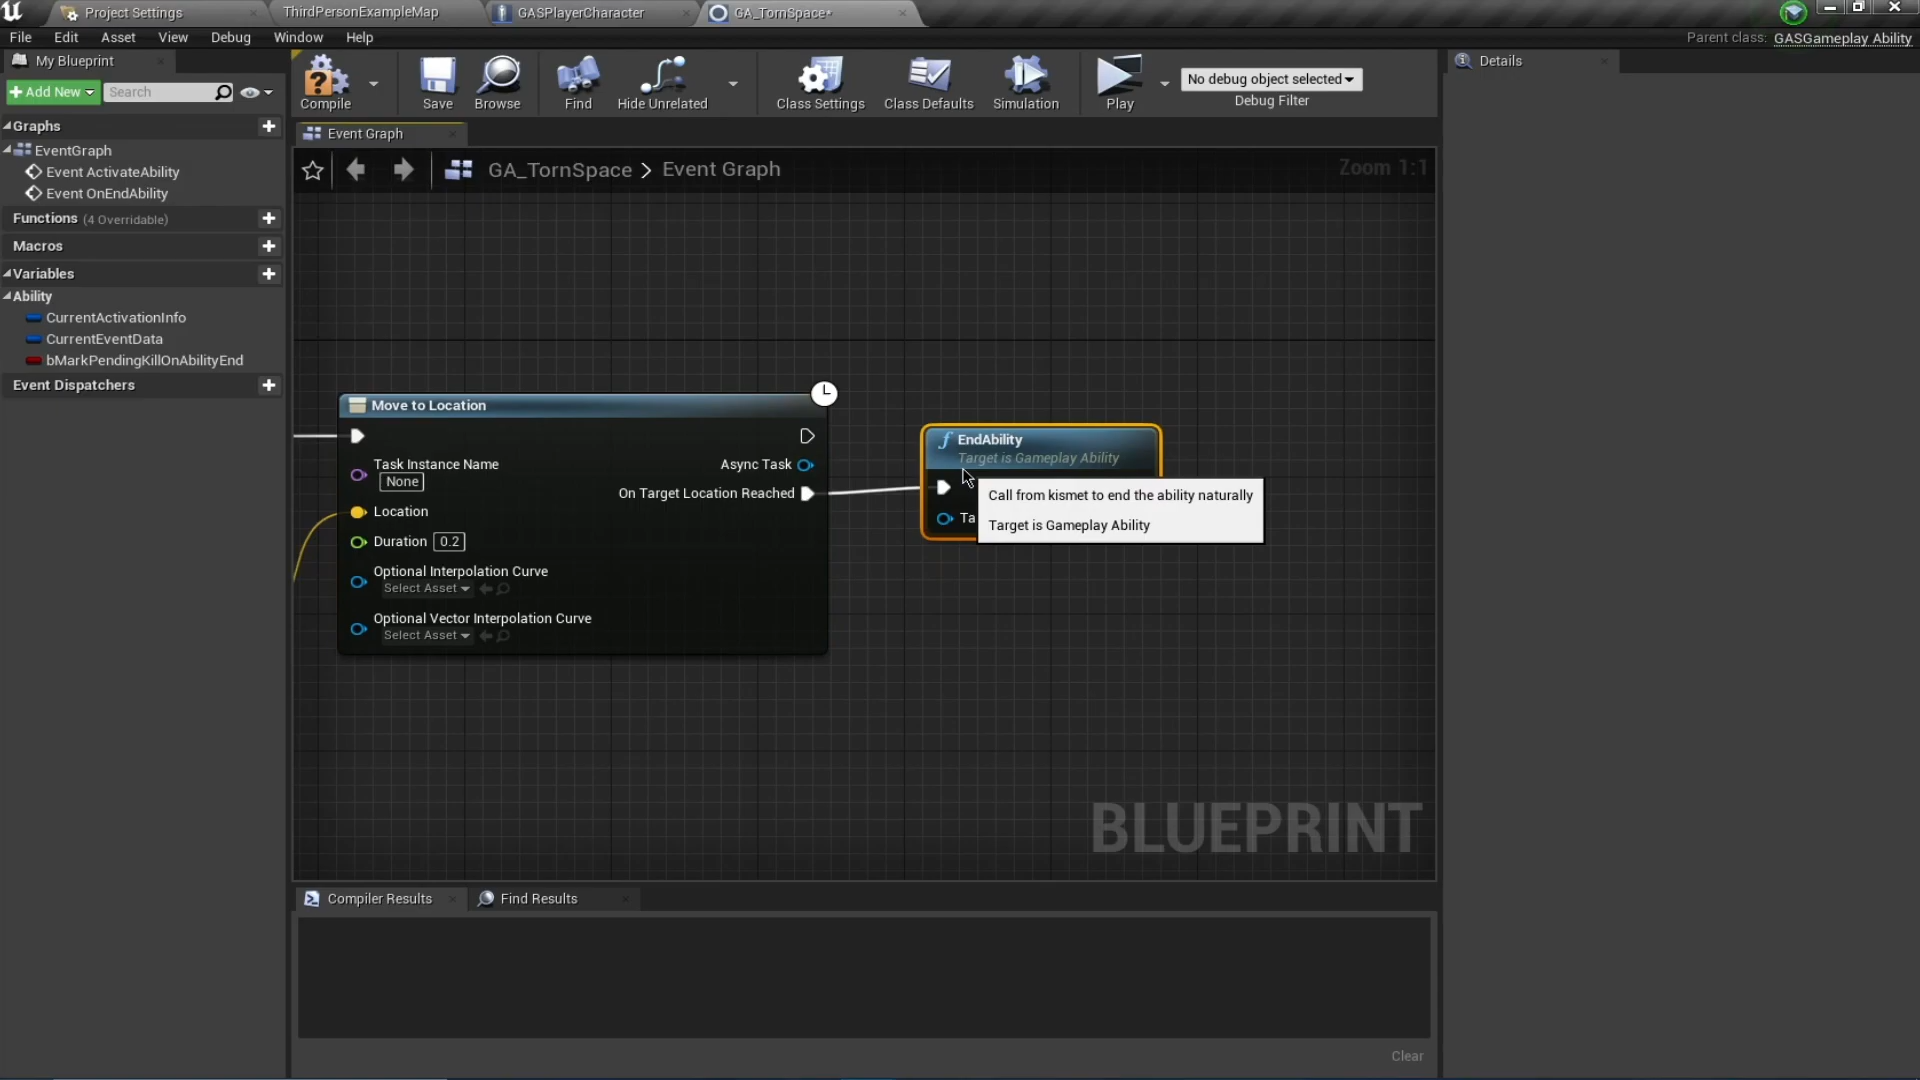 Project Settings
ThirdPersonExampleMap
GASPlayerCharacter
GA_TornSpace*
File
Edit
Asset
View
Debug
Window
Help
Parent class: GASGameplay Ability
My Blueprint
Add New
Search
Compile
Save
Browse
Find
Hide Unrelated
Class Settings
Class Defaults
Simulation
Play
No debug object selected
Debug Filter
Details
Graphs
EventGraph
Event ActivateAbility
Event OnEndAbility
Functions (4 Overridable)
Macros
Variables
Ability
CurrentActivationInfo
CurrentEventData
bMarkPendingKillOnAbilityEnd
Event Dispatchers
Event Graph
GA_TornSpace > Event Graph
Zoom 1:1
Move to Location
Task Instance Name
None
Async Task
On Target Location Reached
Location
Duration 0.2
Optional Interpolation Curve
Select Asset
Optional Vector Interpolation Curve
Select Asset
f EndAbility
Target is Gameplay Ability
Ta
Call from kismet to end the ability naturally
Target is Gameplay Ability
BLUEPRINT
Compiler Results
Find Results
Clear